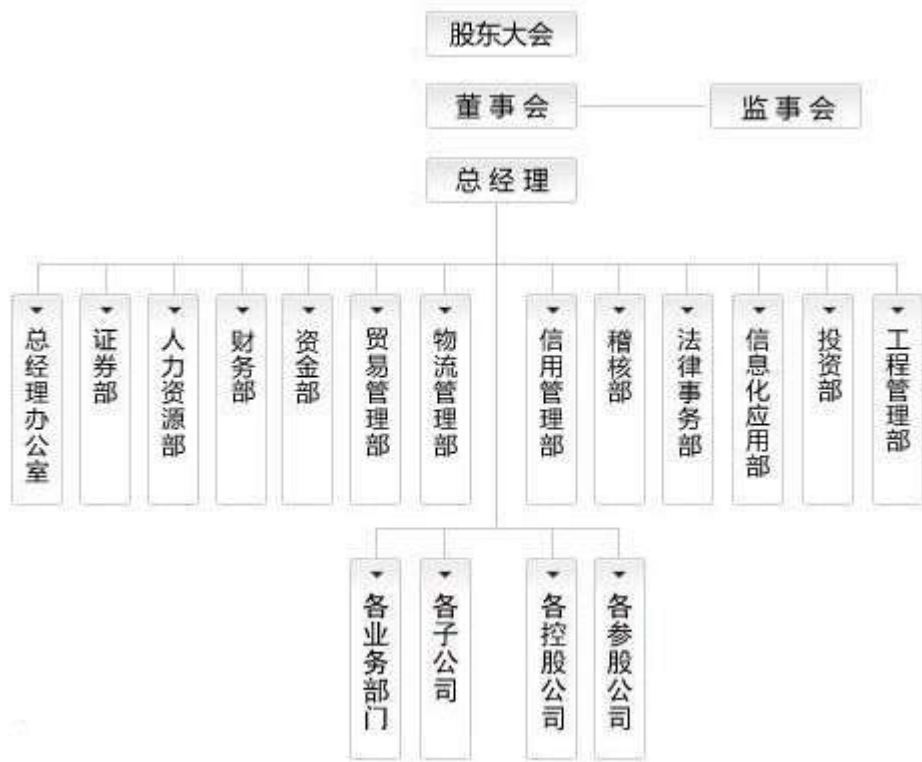 股东大会
董事会
监事会
总经理
总经理办公室
证券部
人力资源部
财务部
资金部
贸易管理部
物流管理部
信用管理部
稽核部
法律事务部
信息化应用部
投资部
工程管理部
各业务部门
各子公司
各控股公司
各参股公司